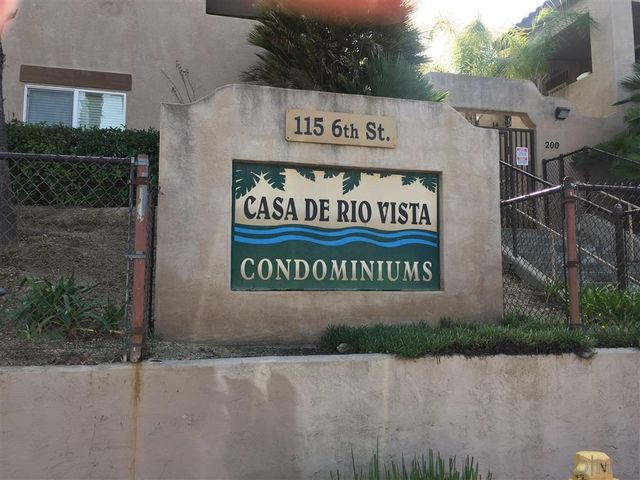 115 6th St.
CASA DE RIO VISTA
CONDOMINIUMS
200